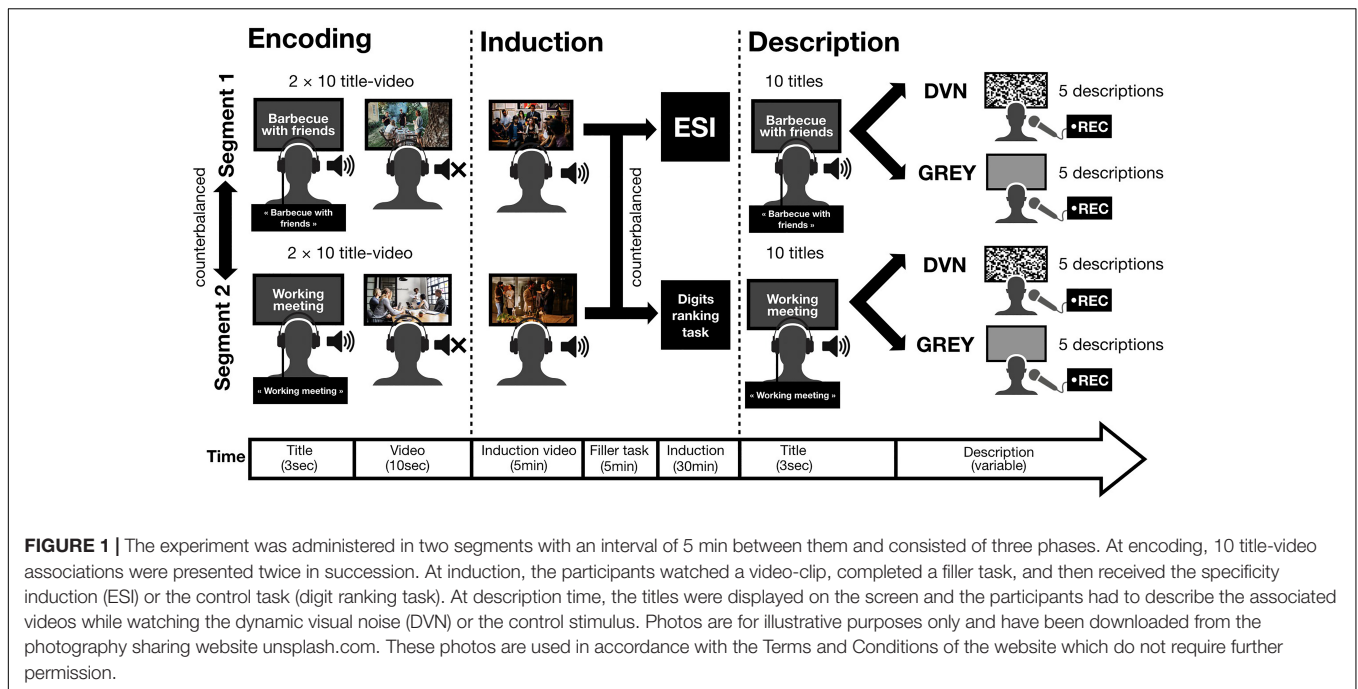 Encoding
Induction
Description
Segment 1
counterbalanced
Segment 2
2 × 10 title-video
Barbecue
with friends
« Barbecue with
friends »
ESI
10 titles
Barbecue
with friends
« Barbecue with
friends »
DVN
5 descriptions
•REC
GREY
5 descriptions
•REC
counterbalanced
2 × 10 title-video
Working
meeting
« Working meeting »
Digits
ranking
task
10 titles
Working
meeting
« Working meeting »
DVN
5 descriptions
•REC
GREY
5 descriptions
•REC
Time
Title
(3sec)
Video
(10sec)
Induction video
(5min)
Filler task
(5min)
Induction
(30min)
Title
(3sec)
Description
(variable)
FIGURE 1 | The experiment was administered in two segments with an interval of 5 min between them and consisted of three phases. At encoding, 10 title-video
associations were presented twice in succession. At induction, the participants watched a video-clip, completed a filler task, and then received the specificity
induction (ESI) or the control task (digit ranking task). At description time, the titles were displayed on the screen and the participants had to describe the associated
videos while watching the dynamic visual noise (DVN) or the control stimulus. Photos are for illustrative purposes only and have been downloaded from the
photography sharing website unsplash.com. These photos are used in accordance with the Terms and Conditions of the website which do not require further
permission.